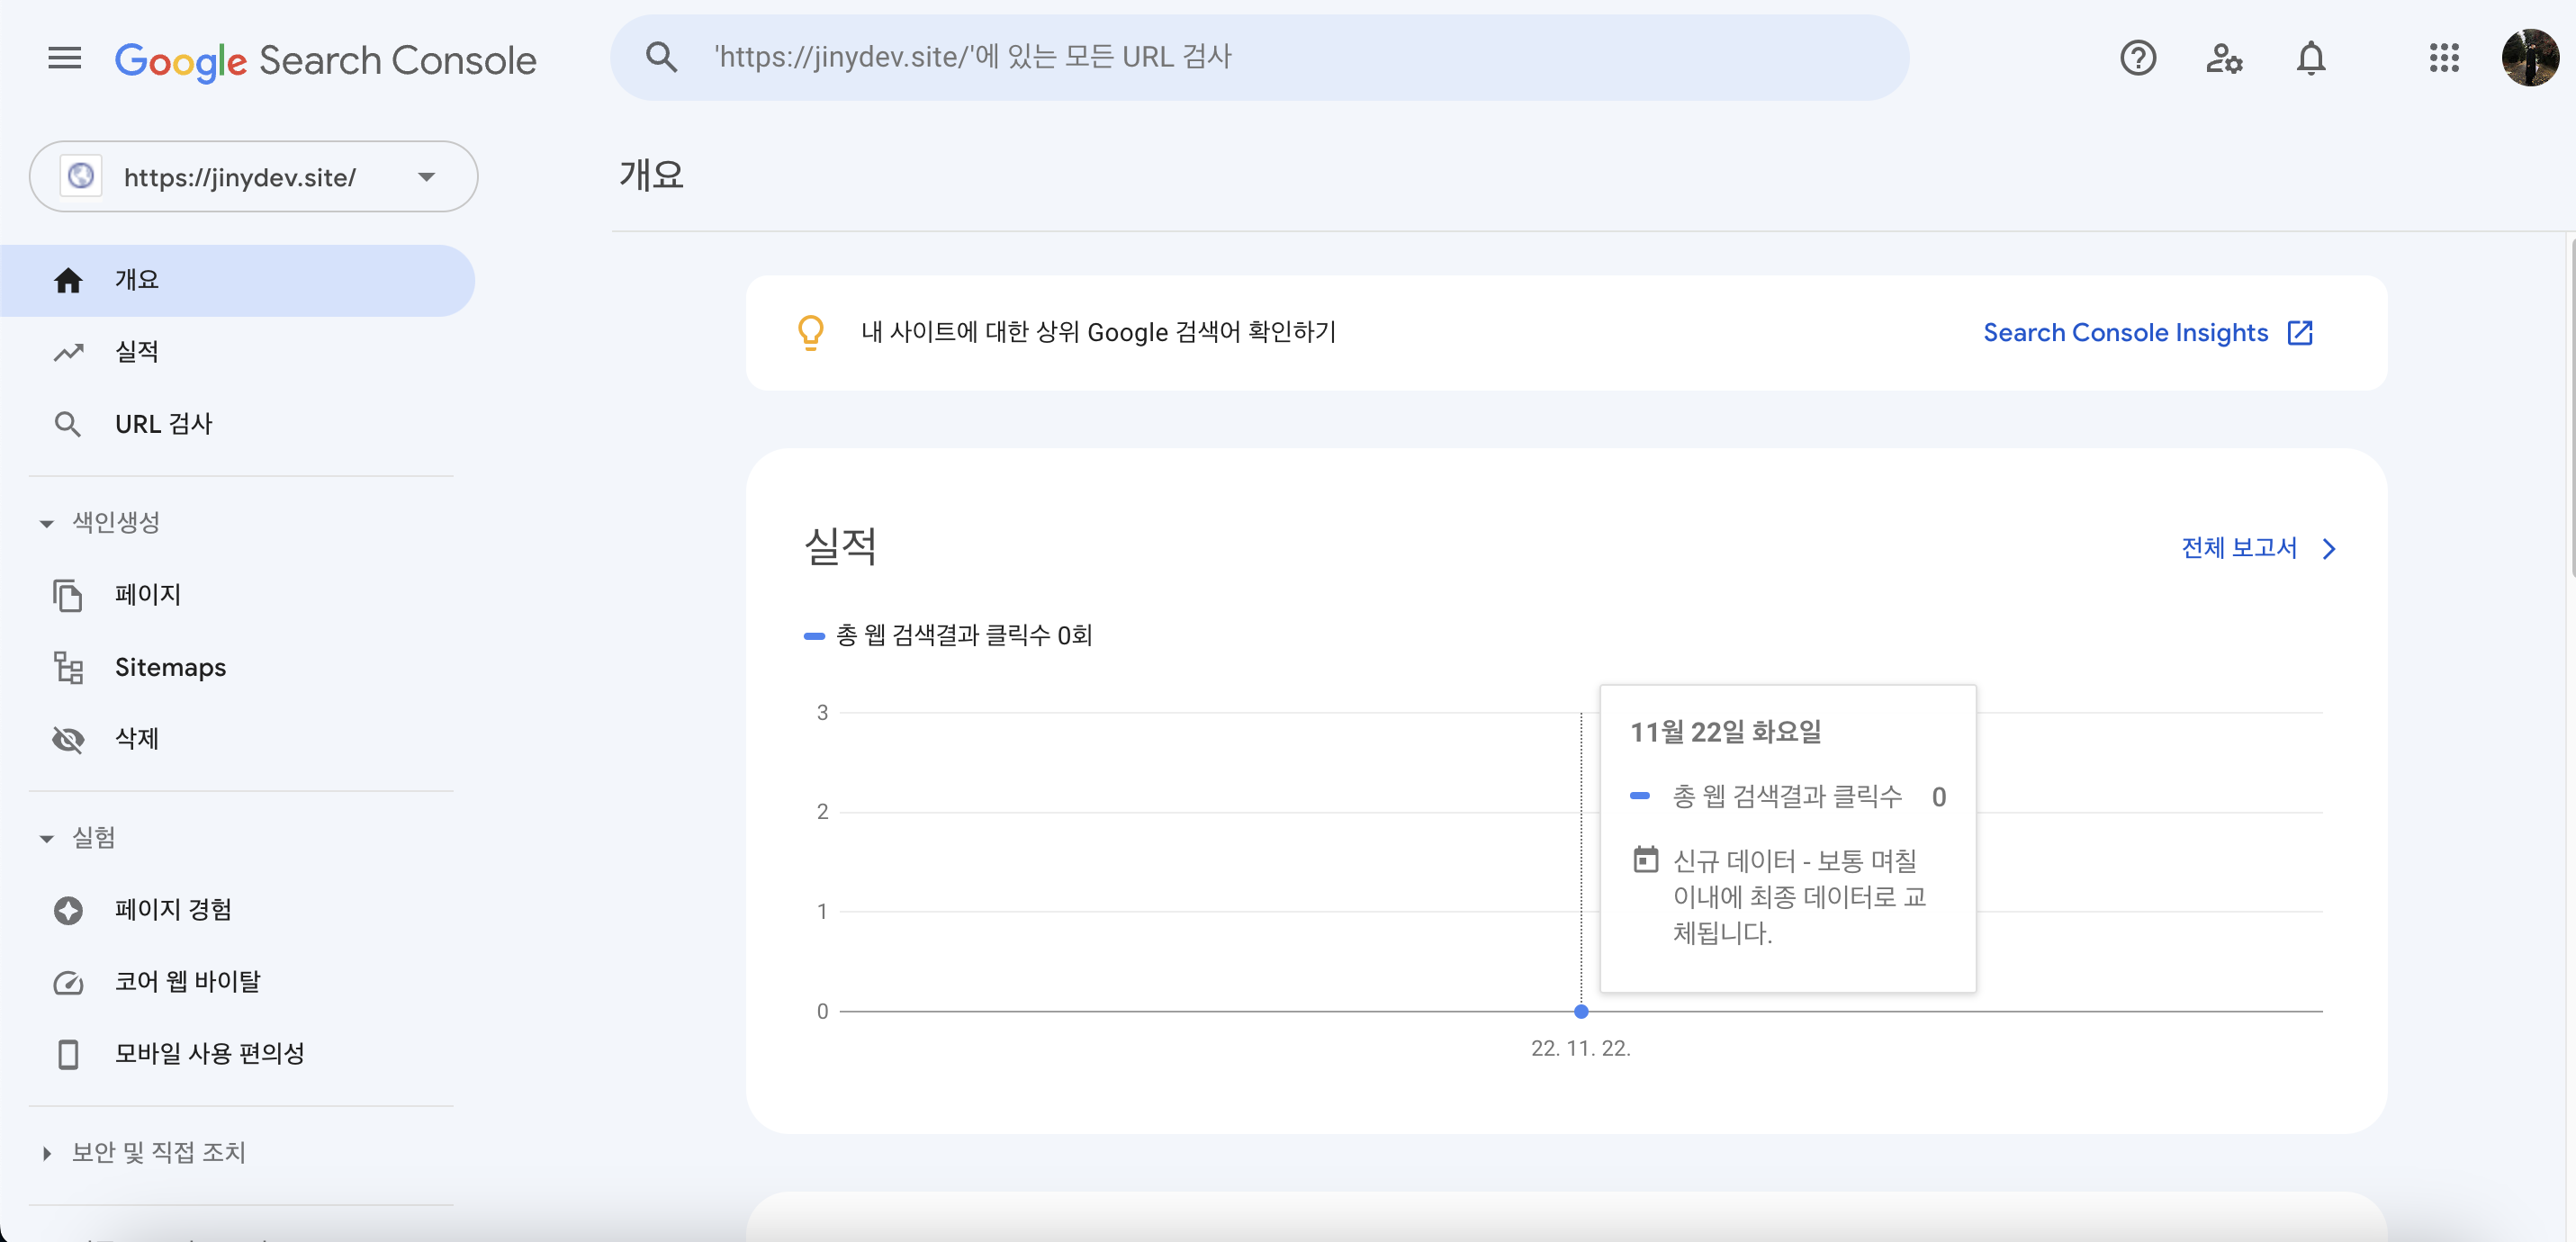 Google Search Console
'https://jinydev.site/'에 있는 모든 URL 검사
https://jinydev.site/
개요
실적
URL 검사
색인생성
페이지
Sitemaps
삭제
실험
페이지 경험
코어 웹 바이탈
모바일 사용 편의성
보안 및 직접 조치
개요
내 사이트에 대한 상위 Google 검색어 확인하기
Search Console Insights
실적
전체 보고서
총 웹 검색결과 클릭수 0회
3
2
1
0
22. 11. 22.
11월 22일 화요일
총 웹 검색결과 클릭수 0
신규 데이터 - 보통 며칠
이내에 최종 데이터로 교
체됩니다.